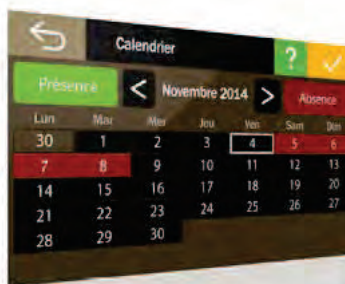 Calendrier ?
Présence < Novembre 2014 > Absence
Lun Mar Mer Jeu Ven Sam Dim
30 1 2 3 4 5 6
7 8 9 10 11 12 13
14 15 16 17 18 19 20
21 22 23 24 25 26 27
28 29 30